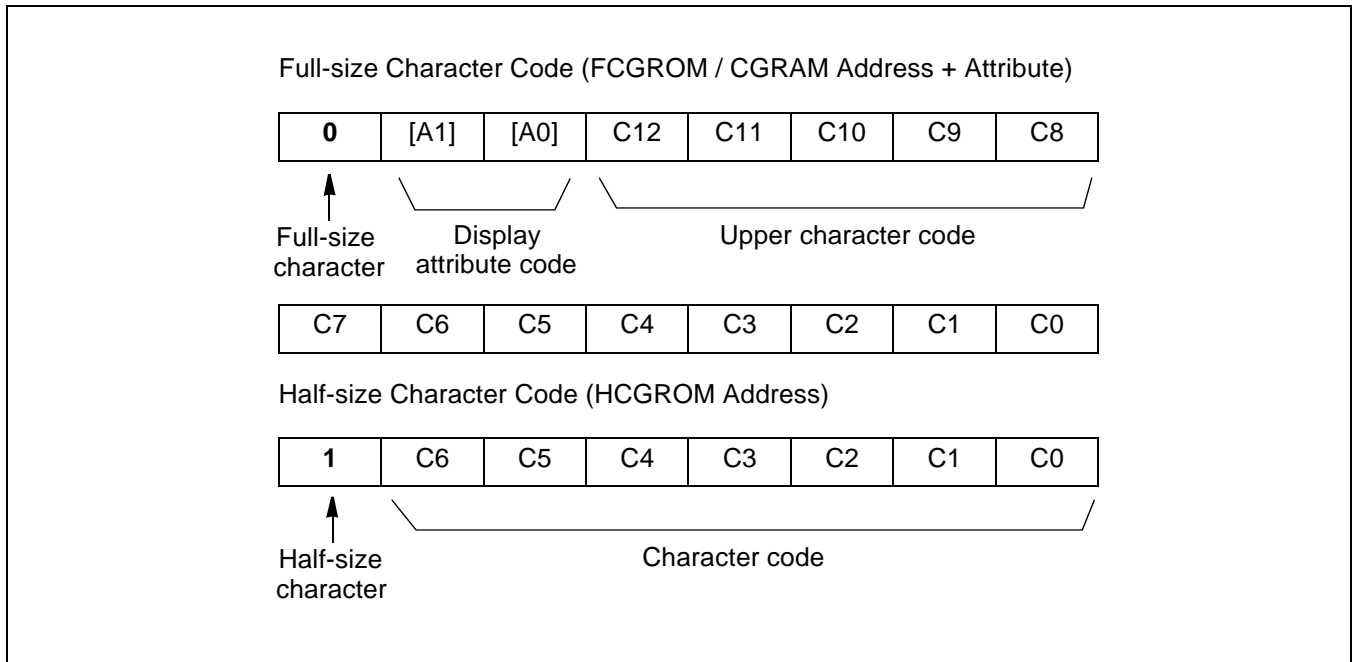 Full-size Character Code (FCGROM / CGRAM Address + Attribute)
0 [A1] [A0] C12 C11 C10 C9 C8
Full-size character
Display attribute code
Upper character code
C7 C6 C5 C4 C3 C2 C1 C0
Half-size Character Code (HCGROM Address)
1 C6 C5 C4 C3 C2 C1 C0
Half-size character
Character code